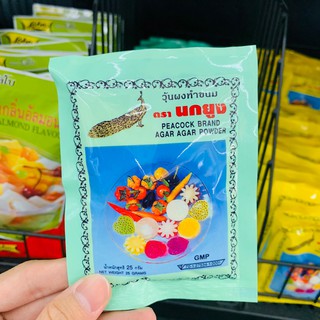 วุ้นผงทำขนม
ตรา นกยูง
PEACOCK BRAND
AGAR AGAR POWDER
GMP
น้ำหนักสุทธิ 25 กรัม
NET WEIGHT 25 GRAMS
ALMOND FLAVOR